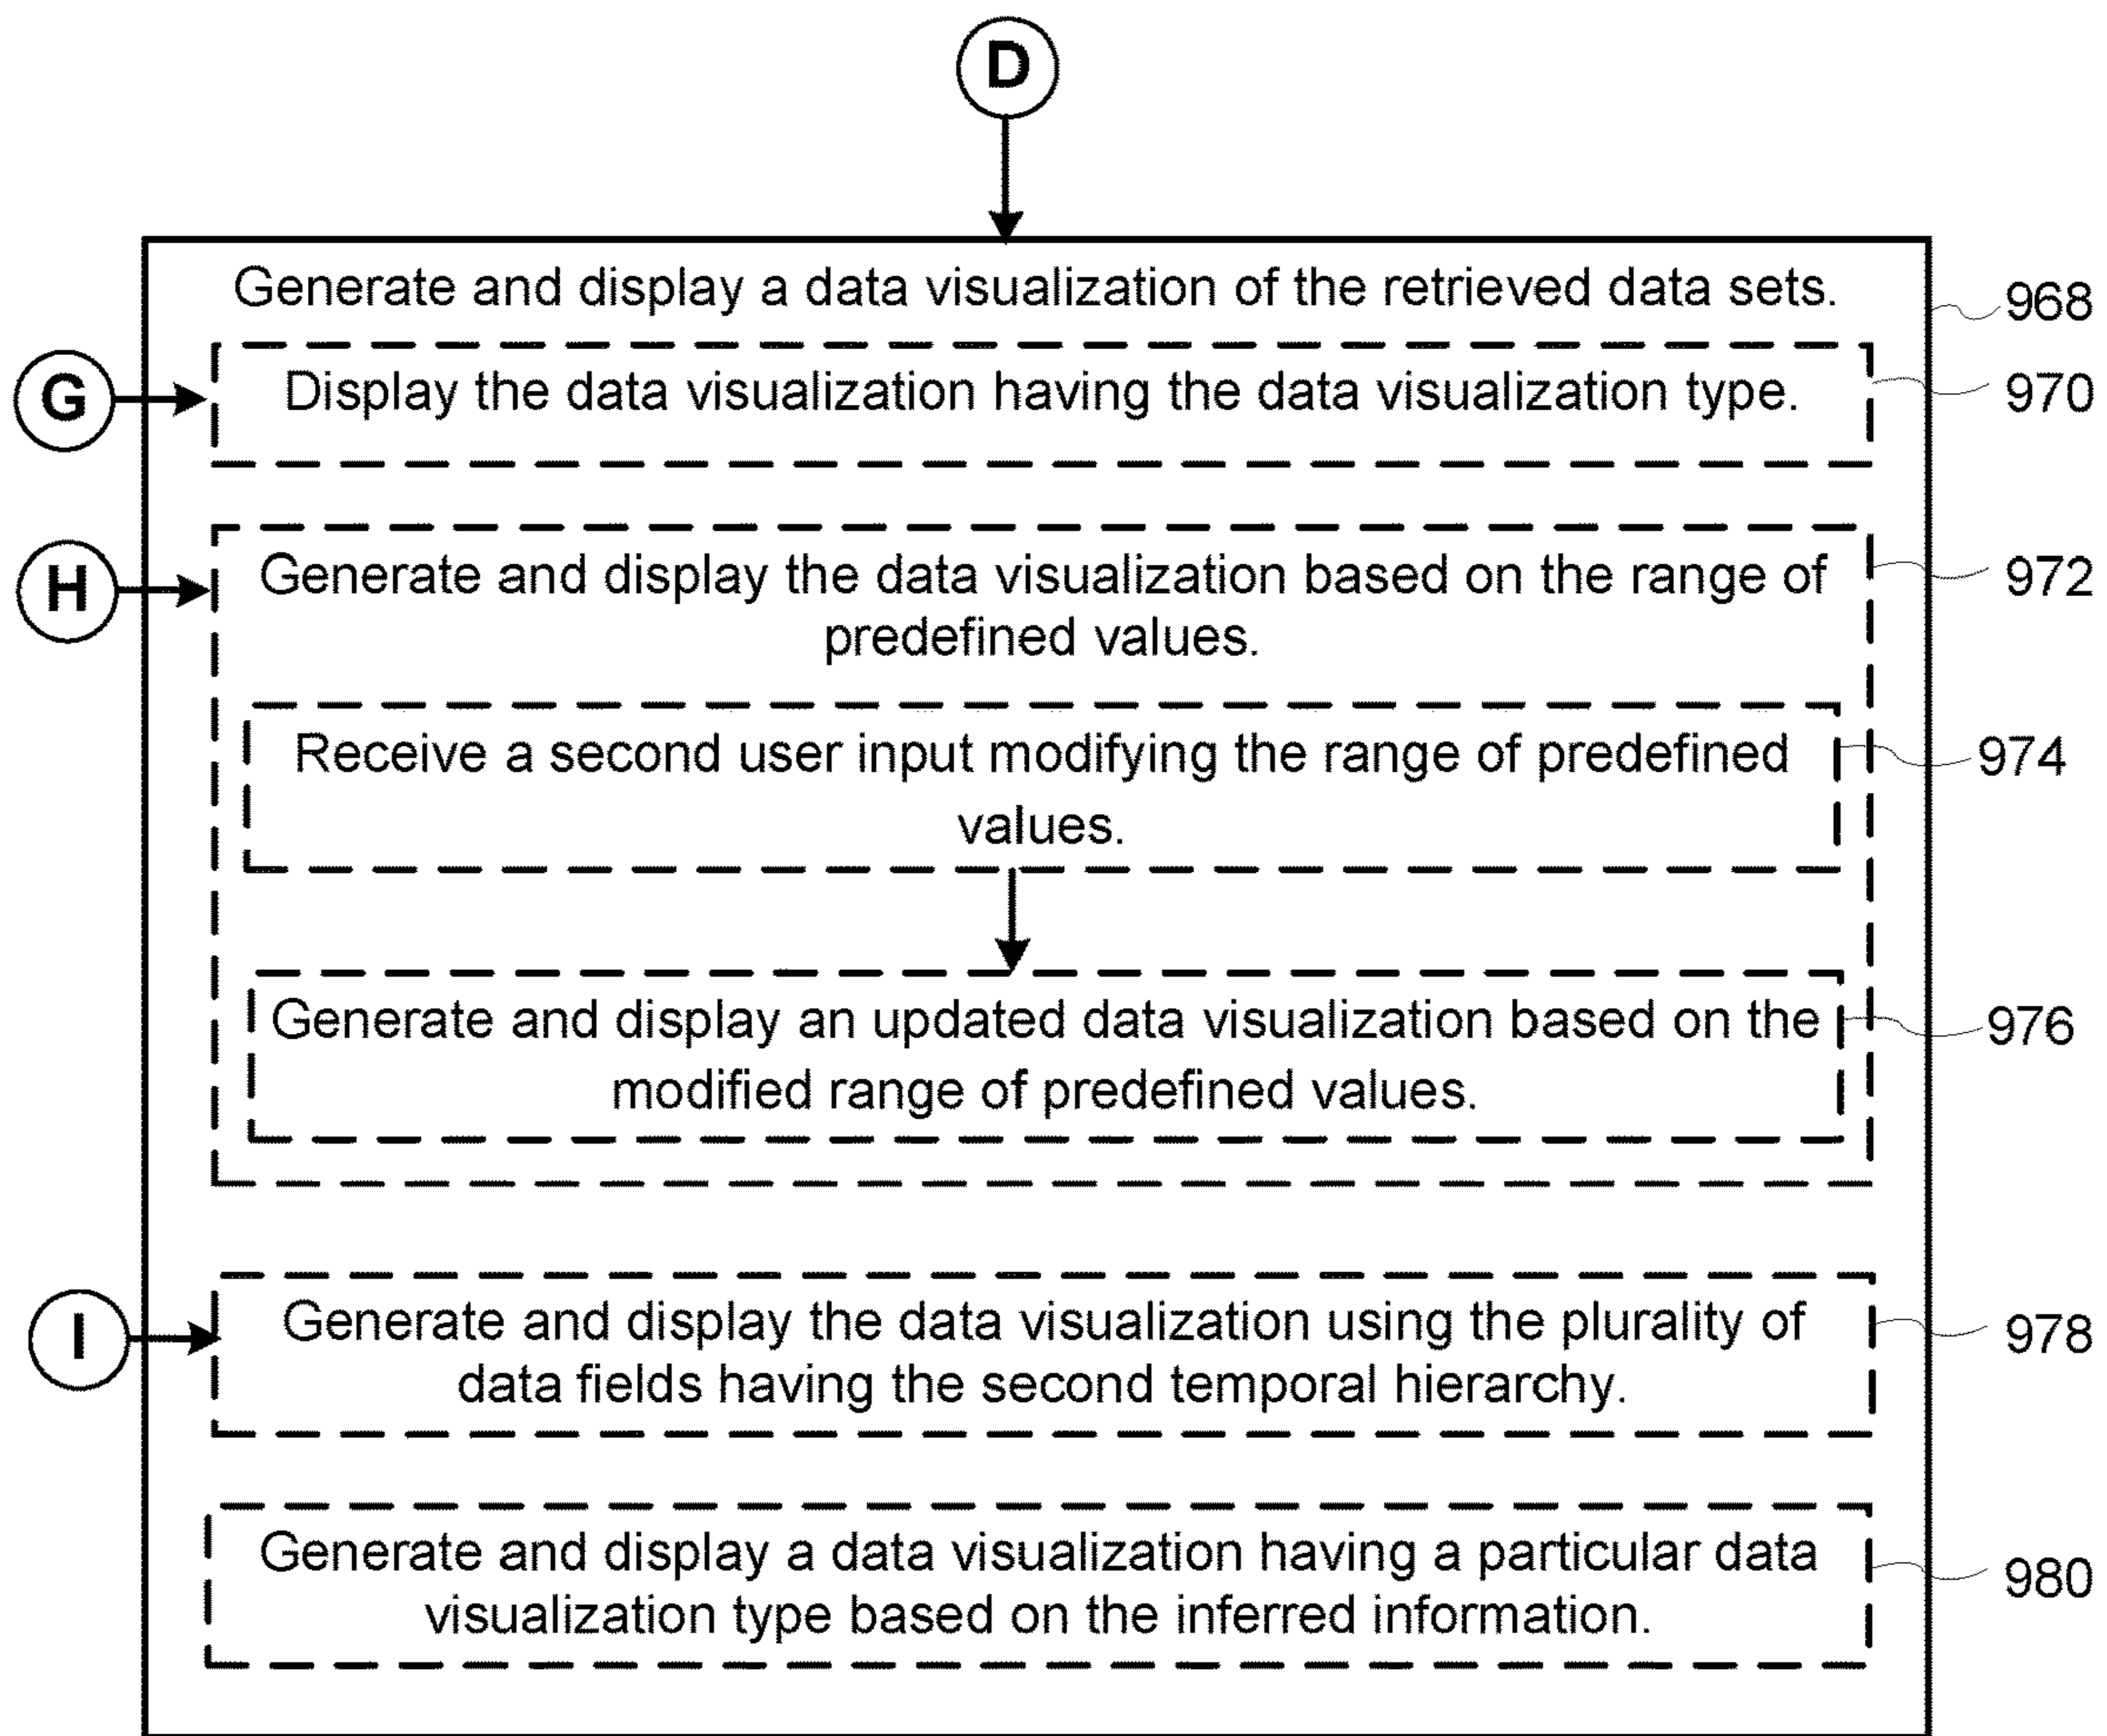 D
Generate and display a data visualization of the retrieved data sets.
968
G
Display the data visualization having the data visualization type.
970
H
Generate and display the data visualization based on the range of
predefined values.
972
Receive a second user input modifying the range of predefined
values.
974
Generate and display an updated data visualization based on the
modified range of predefined values.
976
I
Generate and display the data visualization using the plurality of
data fields having the second temporal hierarchy.
978
Generate and display a data visualization having a particular data
visualization type based on the inferred information.
980